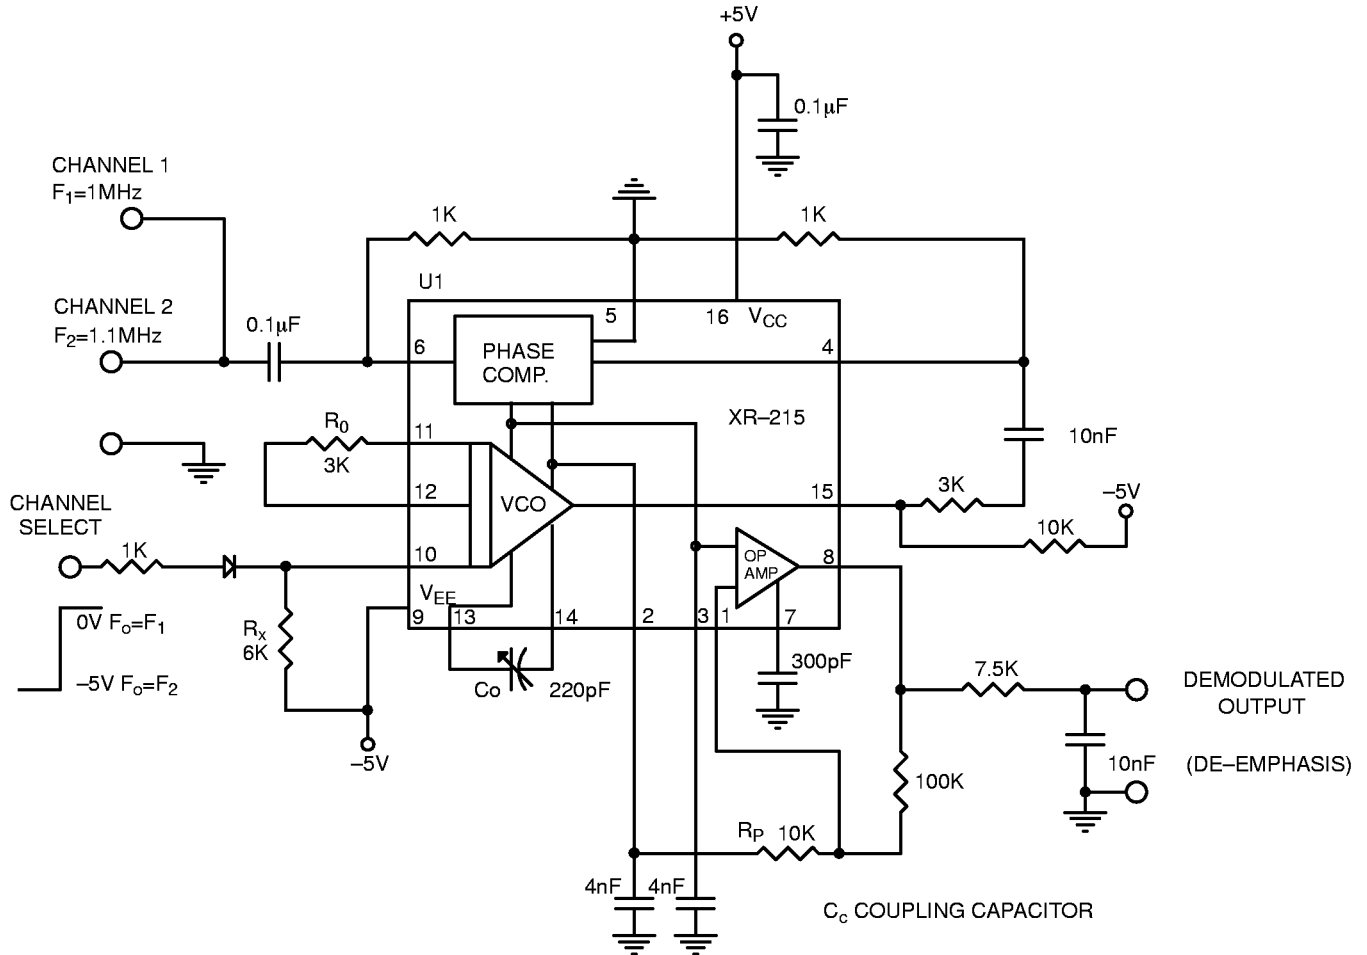 +5V
0.1µF
CHANNEL 1
F1=1MHz
1K
1K
U1
CHANNEL 2
F2=1.1MHz
0.1µF
5
16
VCC
6
4
PHASE
COMP.
XR–215
R0
3K
11
10nF
12
VCO
15
3K
–5V
CHANNEL
SELECT
1K
10
10K
OP
AMP
8
VEE
9
13
14
2
3
1
7
0V Fo=F1
–5V Fo=F2
Rx
6K
Co
220pF
300pF
7.5K
DEMODULATED
OUTPUT
–5V
10nF
(DE–EMPHASIS)
100K
RP
10K
4nF
4nF
Cc COUPLING CAPACITOR